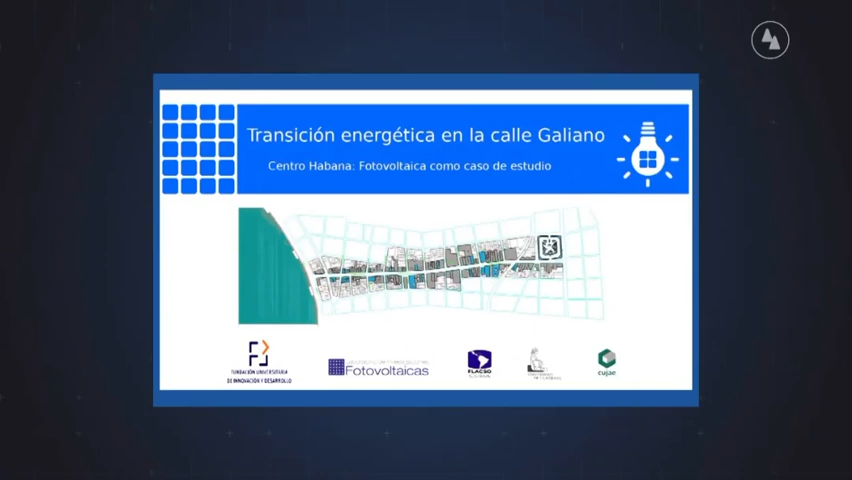 Transición energética en la calle Galiano
Centro Habana: Fotovoltaica como caso de estudio
FUNDACIÓN UNIVERSITARIA
DE INNOVACIÓN Y DESARROLLO
Fotovoltaicas
FLACSO
cujae